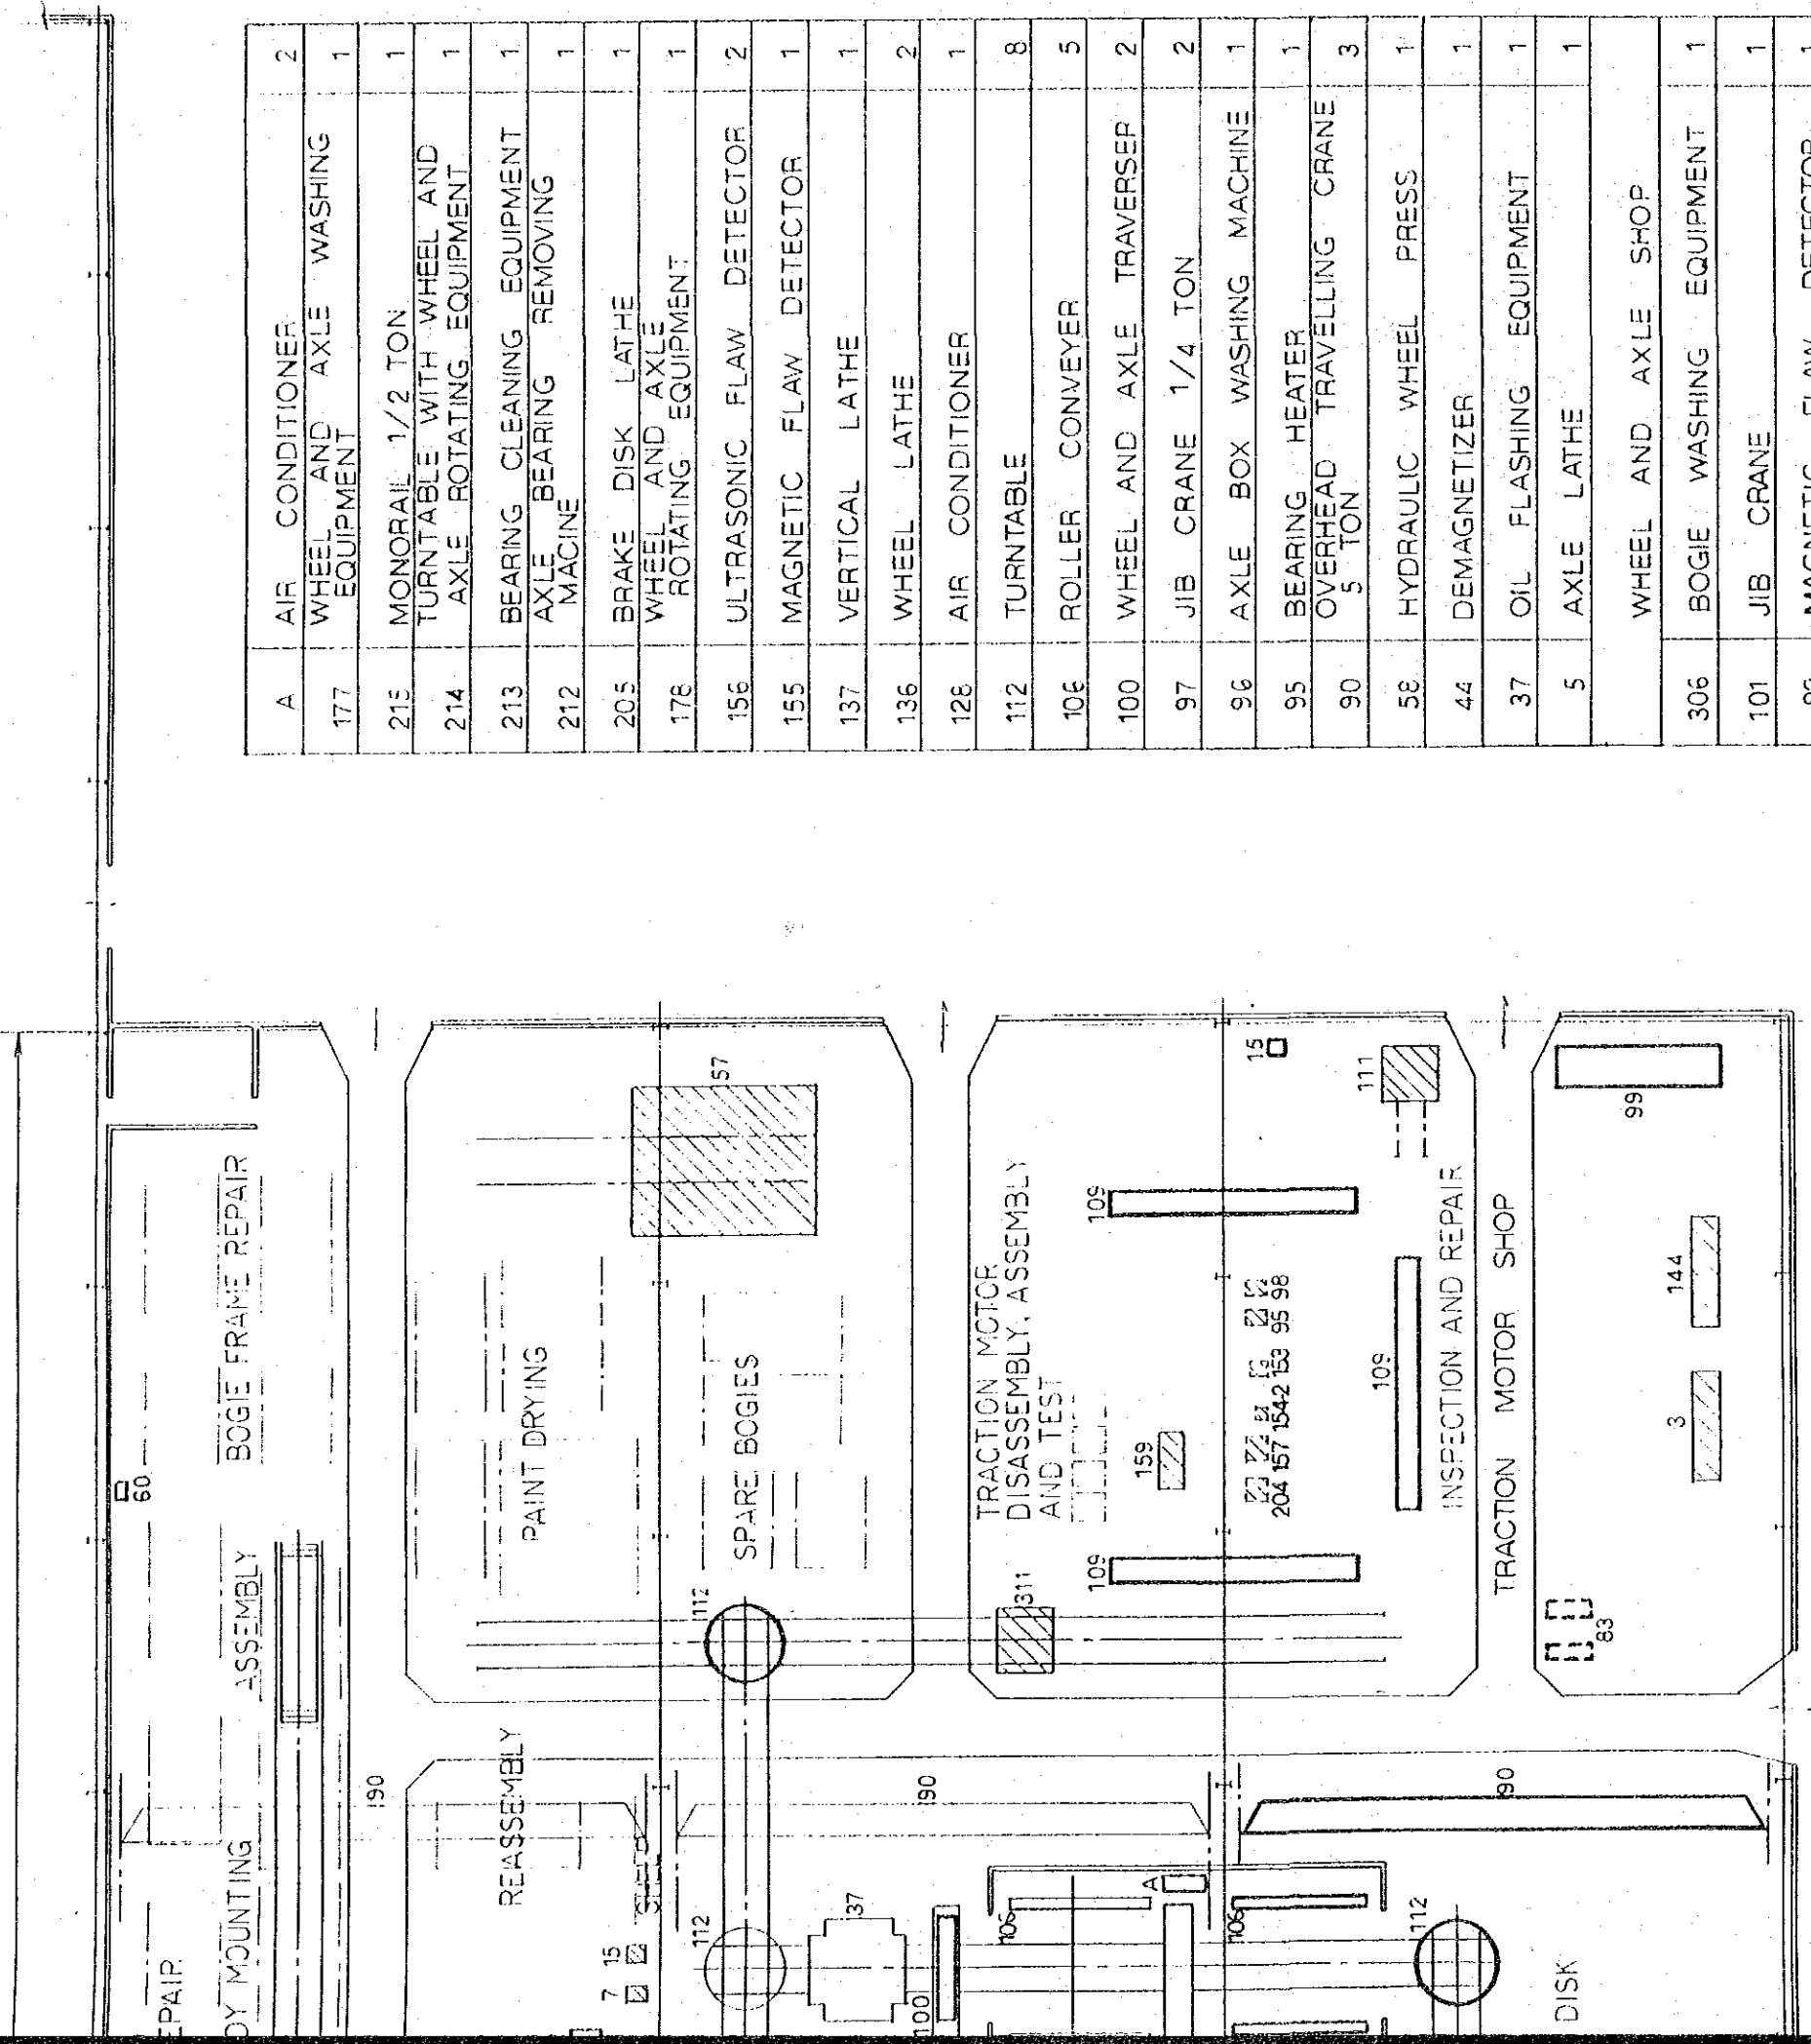 A AIR CONDITIONER 2
177 WHEEL AND AXLE WASHING 1
EQUIPMENT
215 MONORAIL 1/2 TON 1
214 TURNTABLE WITH WHEEL AND 1
AXLE ROTATING EQUIPMENT
213 BEARING CLEANING EQUIPMENT 1
212 AXLE BEARING REMOVING 1
MACINE
205 BRAKE DISK LATHE 1
178 WHEEL AND AXLE 1
ROTATING EQUIPMENT
156 ULTRASONIC FLAW DETECTOR 2
155 MAGNETIC FLAW DETECTOR 1
137 VERTICAL LATHE 1
136 WHEEL LATHE 2
128 AIR CONDITIONER 1
112 TURNTABLE 8
106 ROLLER CONVEYER 5
100 WHEEL AND AXLE TRAVERSER 2
97 JIB CRANE 1/4 TON 2
96 AXLE BOX WASHING MACHINE 1
95 BEARING HEATER 1
90 OVERHEAD TRAVELLING CRANE 3
5 TON
58 HYDRAULIC WHEEL PRESS 1
44 DEMAGNETIZER 1
37 OIL FLASHING EQUIPMENT 1
5 AXLE LATHE 1
WHEEL AND AXLE SHOP
306 BOGIE WASHING EQUIPMENT 1
101 JIB CRANE 1
MAGNETIC FLAW DETECTOR 1
EPAIR
DY MOUNTING
ASSEMBLY
60
BOGIE FRAME REPAIR
190
REASSEMBLY
7 15
112
37
100
190
106
A
106
112
190
DISK
PAINT DRYING
157
SPARE BOGIES
112
TRACTION MOTOR
DISASSEMBLY, ASSEMBLY
AND TEST
311
109
159
109
15
111
204 157 154 2 153 95 98
109
INSPECTION AND REPAIR
TRACTION MOTOR SHOP
83
3
144
99